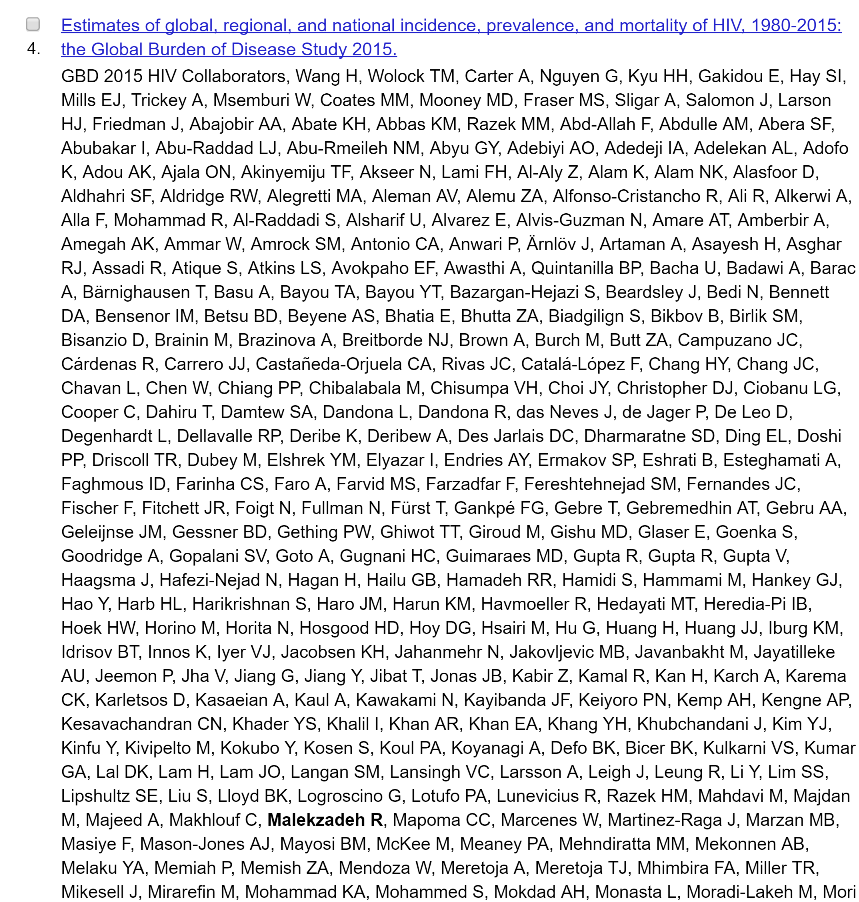 Estimates of global, regional, and national incidence, prevalence, and mortality of HIV, 1980-2015:
4. the Global Burden of Disease Study 2015.
GBD 2015 HIV Collaborators, Wang H, Wolock TM, Carter A, Nguyen G, Kyu HH, Gakidou E, Hay SI,
Mills EJ, Trickey A, Msemburi W, Coates MM, Mooney MD, Fraser MS, Sligar A, Salomon J, Larson
HJ, Friedman J, Abajobir AA, Abate KH, Abbas KM, Razek MM, Abd-Allah F, Abdulle AM, Abera SF,
Abubakar I, Abu-Raddad LJ, Abu-Rmeileh NM, Abyu GY, Adebiyi AO, Adedeji IA, Adelekan AL, Adofo
K, Adou AK, Ajala ON, Akinyemiju TF, Akseer N, Lami FH, Al-Aly Z, Alam K, Alam NK, Alasfoor D,
Aldhahri SF, Aldridge RW, Alegretti MA, Aleman AV, Alemu ZA, Alfonso-Cristancho R, Ali R, Alkerwi A,
Alla F, Mohammad R, Al-Raddadi S, Alsharif U, Alvarez E, Alvis-Guzman N, Amare AT, Amberbir A,
Amegah AK, Ammar W, Amrock SM, Antonio CA, Anwari P, Ärnlöv J, Artaman A, Asayesh H, Asghar
RJ, Assadi R, Atique S, Atkins LS, Avokpaho EF, Awasthi A, Quintanilla BP, Bacha U, Badawi A, Barac
A, Bärnighausen T, Basu A, Bayou TA, Bayou YT, Bazargan-Hejazi S, Beardsley J, Bedi N, Bennett
DA, Bensenor IM, Betsu BD, Beyene AS, Bhatia E, Bhutta ZA, Biadgilign S, Bikbov B, Birlik SM,
Bisanzio D, Brainin M, Brazinova A, Breitborde NJ, Brown A, Burch M, Butt ZA, Campuzano JC,
Cárdenas R, Carrero JJ, Castañeda-Orjuela CA, Rivas JC, Catalá-López F, Chang HY, Chang JC,
Chavan L, Chen W, Chiang PP, Chibalabala M, Chisumpa VH, Choi JY, Christopher DJ, Ciobanu LG,
Cooper C, Dahiru T, Damtew SA, Dandona L, Dandona R, das Neves J, de Jager P, De Leo D,
Degenhardt L, Dellavalle RP, Deribe K, Deribew A, Des Jarlais DC, Dharmaratne SD, Ding EL, Doshi
PP, Driscoll TR, Dubey M, Elshrek YM, Elyazar I, Endries AY, Ermakov SP, Eshrati B, Esteghamati A,
Faghmous ID, Farinha CS, Faro A, Farvid MS, Farzadfar F, Fereshtehnejad SM, Fernandes JC,
Fischer F, Fitchett JR, Foigt N, Fullman N, Fürst T, Gankpé FG, Gebre T, Gebremedhin AT, Gebru AA,
Geleijnse JM, Gessner BD, Gething PW, Ghiwot TT, Giroud M, Gishu MD, Glaser E, Goenka S,
Goodridge A, Gopalani SV, Goto A, Gugnani HC, Guimaraes MD, Gupta R, Gupta R, Gupta V,
Haagsma J, Hafezi-Nejad N, Hagan H, Hailu GB, Hamadeh RR, Hamidi S, Hammami M, Hankey GJ,
Hao Y, Harb HL, Harikrishnan S, Haro JM, Harun KM, Havmoeller R, Hedayati MT, Heredia-Pi IB,
Hoek HW, Horino M, Horita N, Hosgood HD, Hoy DG, Hsairi M, Hu G, Huang H, Huang JJ, Iburg KM,
Idrisov BT, Innos K, Iyer VJ, Jacobsen KH, Jahanmehr N, Jakovljevic MB, Javanbakht M, Jayatilleke
AU, Jeemon P, Jha V, Jiang G, Jiang Y, Jibat T, Jonas JB, Kabir Z, Kamal R, Kan H, Karch A, Karema
CK, Karletsos D, Kasaeian A, Kaul A, Kawakami N, Kayibanda JF, Keiyoro PN, Kemp AH, Kengne AP,
Kesavachandran CN, Khader YS, Khalil I, Khan AR, Khan EA, Khang YH, Khubchandani J, Kim YJ,
Kinfu Y, Kivipelto M, Kokubo Y, Kosen S, Koul PA, Koyanagi A, Defo BK, Bicer BK, Kulkarni VS, Kumar
GA, Lal DK, Lam H, Lam JO, Langan SM, Lansingh VC, Larsson A, Leigh J, Leung R, Li Y, Lim SS,
Lipshultz SE, Liu S, Lloyd BK, Logroscino G, Lotufo PA, Lunevicius R, Razek HM, Mahdavi M, Majdan
M, Majeed A, Makhlouf C, Malekzadeh R, Mapoma CC, Marcenes W, Martinez-Raga J, Marzan MB,
Masiye F, Mason-Jones AJ, Mayosi BM, McKee M, Meaney PA, Mehndiratta MM, Mekonnen AB,
Melaku YA, Memiah P, Memish ZA, Mendoza W, Meretoja A, Meretoja TJ, Mhimbira FA, Miller TR,
Mikesell J, Mirarefin M, Mohammad KA, Mohammed S, Mokdad AH, Monasta L, Moradi-Lakeh M, Mori